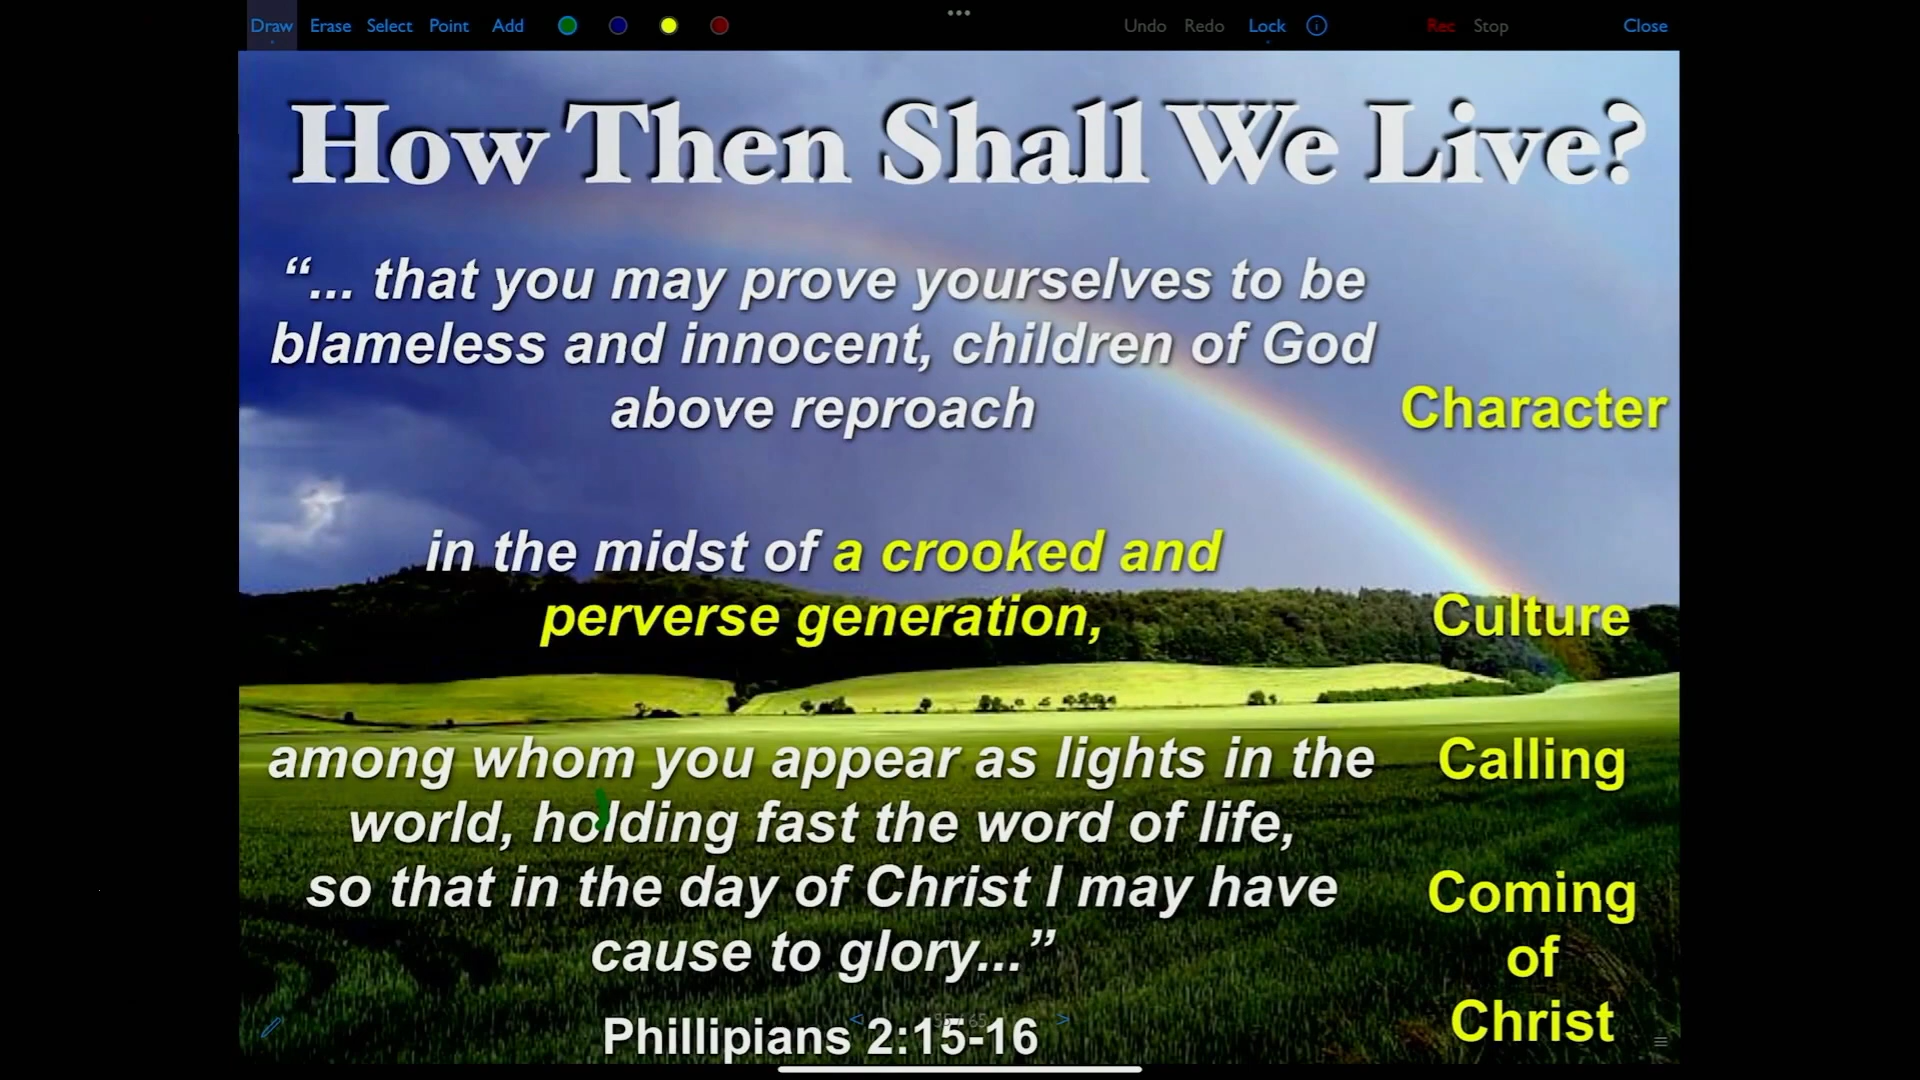 Draw Erase Select Point Add Undo Redo Lock Rec Stop Close
How Then Shall We Live?
“... that you may prove yourselves to be
blameless and innocent, children of God
above reproach
Character
in the midst of a crooked and
perverse generation,
Culture
among whom you appear as lights in the
Calling
world, holding fast the word of life,
so that in the day of Christ I may have
cause to glory...”
Coming
of
Christ
Phillipians 2:15-16